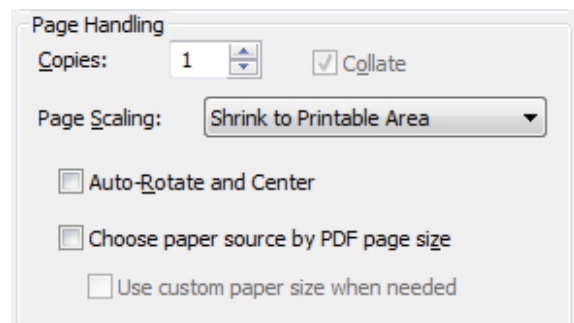 Page Handling
Copies: 1 Collate
Page Scaling: Shrink to Printable Area
Auto-Rotate and Center
Choose paper source by PDF page size
Use custom paper size when needed